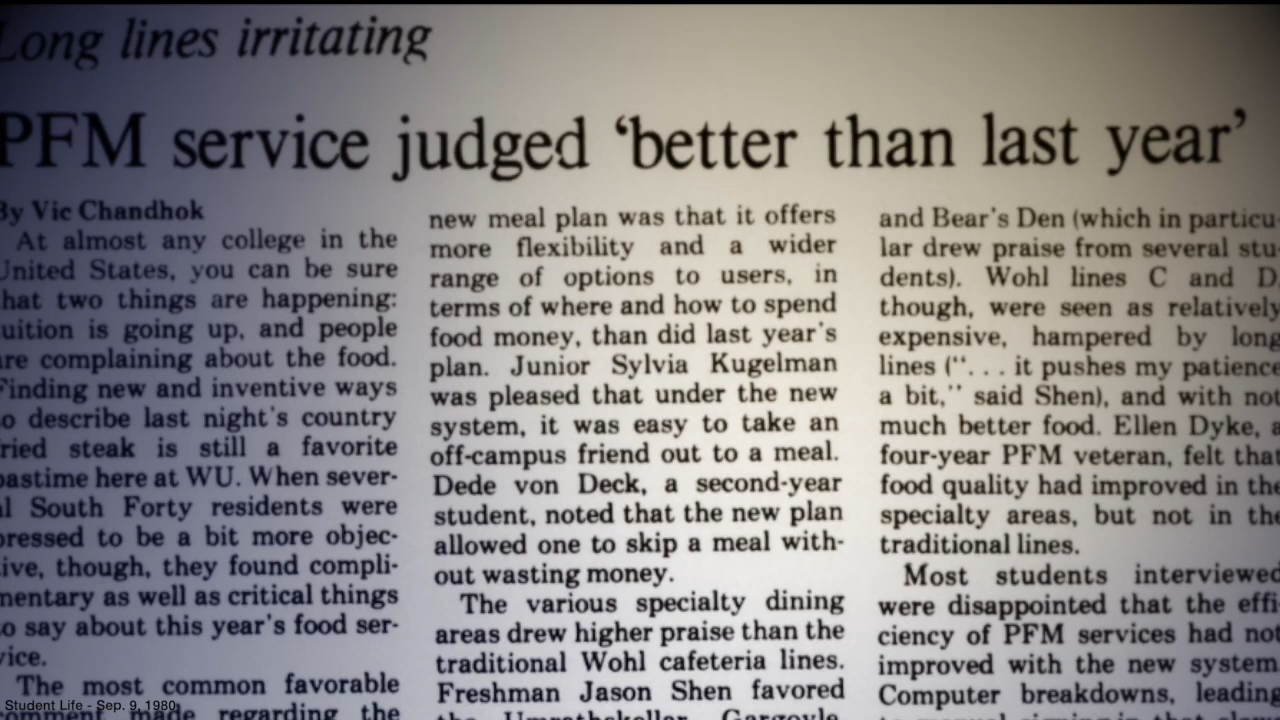 Long lines irritating
PFM service judged ‘better than last year’
By Vic Chandhok
At almost any college in the
United States, you can be sure
hat two things are happening:
uition is going up, and people
are complaining about the food.
Finding new and inventive ways
o describe last night's country
ried steak is still a favorite
pastime here at WU. When sever-
al South Forty residents were
pressed to be a bit more objec-
ive, though, they found compli-
mentary as well as critical things
o say about this year's food ser-
vice.
The most common favorable
comment made regarding the
new meal plan was that it offers
more flexibility and a wider
range of options to users, in
terms of where and how to spend
food money, than did last year's
plan. Junior Sylvia Kugelman
was pleased that under the new
system, it was easy to take an
off-campus friend out to a meal.
Dede von Deck, a second-year
student, noted that the new plan
allowed one to skip a meal with-
out wasting money.
The various specialty dining
areas drew higher praise than the
traditional Wohl cafeteria lines.
Freshman Jason Shen favored
the Umrathskeller, Gargoyle
and Bear's Den (which in particu
lar drew praise from several stu
dents). Wohl lines C and D,
though, were seen as relatively
expensive, hampered by long
lines (". . . it pushes my patience
a bit," said Shen), and with not
much better food. Ellen Dyke, a
four-year PFM veteran, felt that
food quality had improved in the
specialty areas, but not in the
traditional lines.
Most students interviewed
were disappointed that the effi-
ciency of PFM services had not
improved with the new system.
Computer breakdowns, leading
Student Life - Sep. 9, 1980